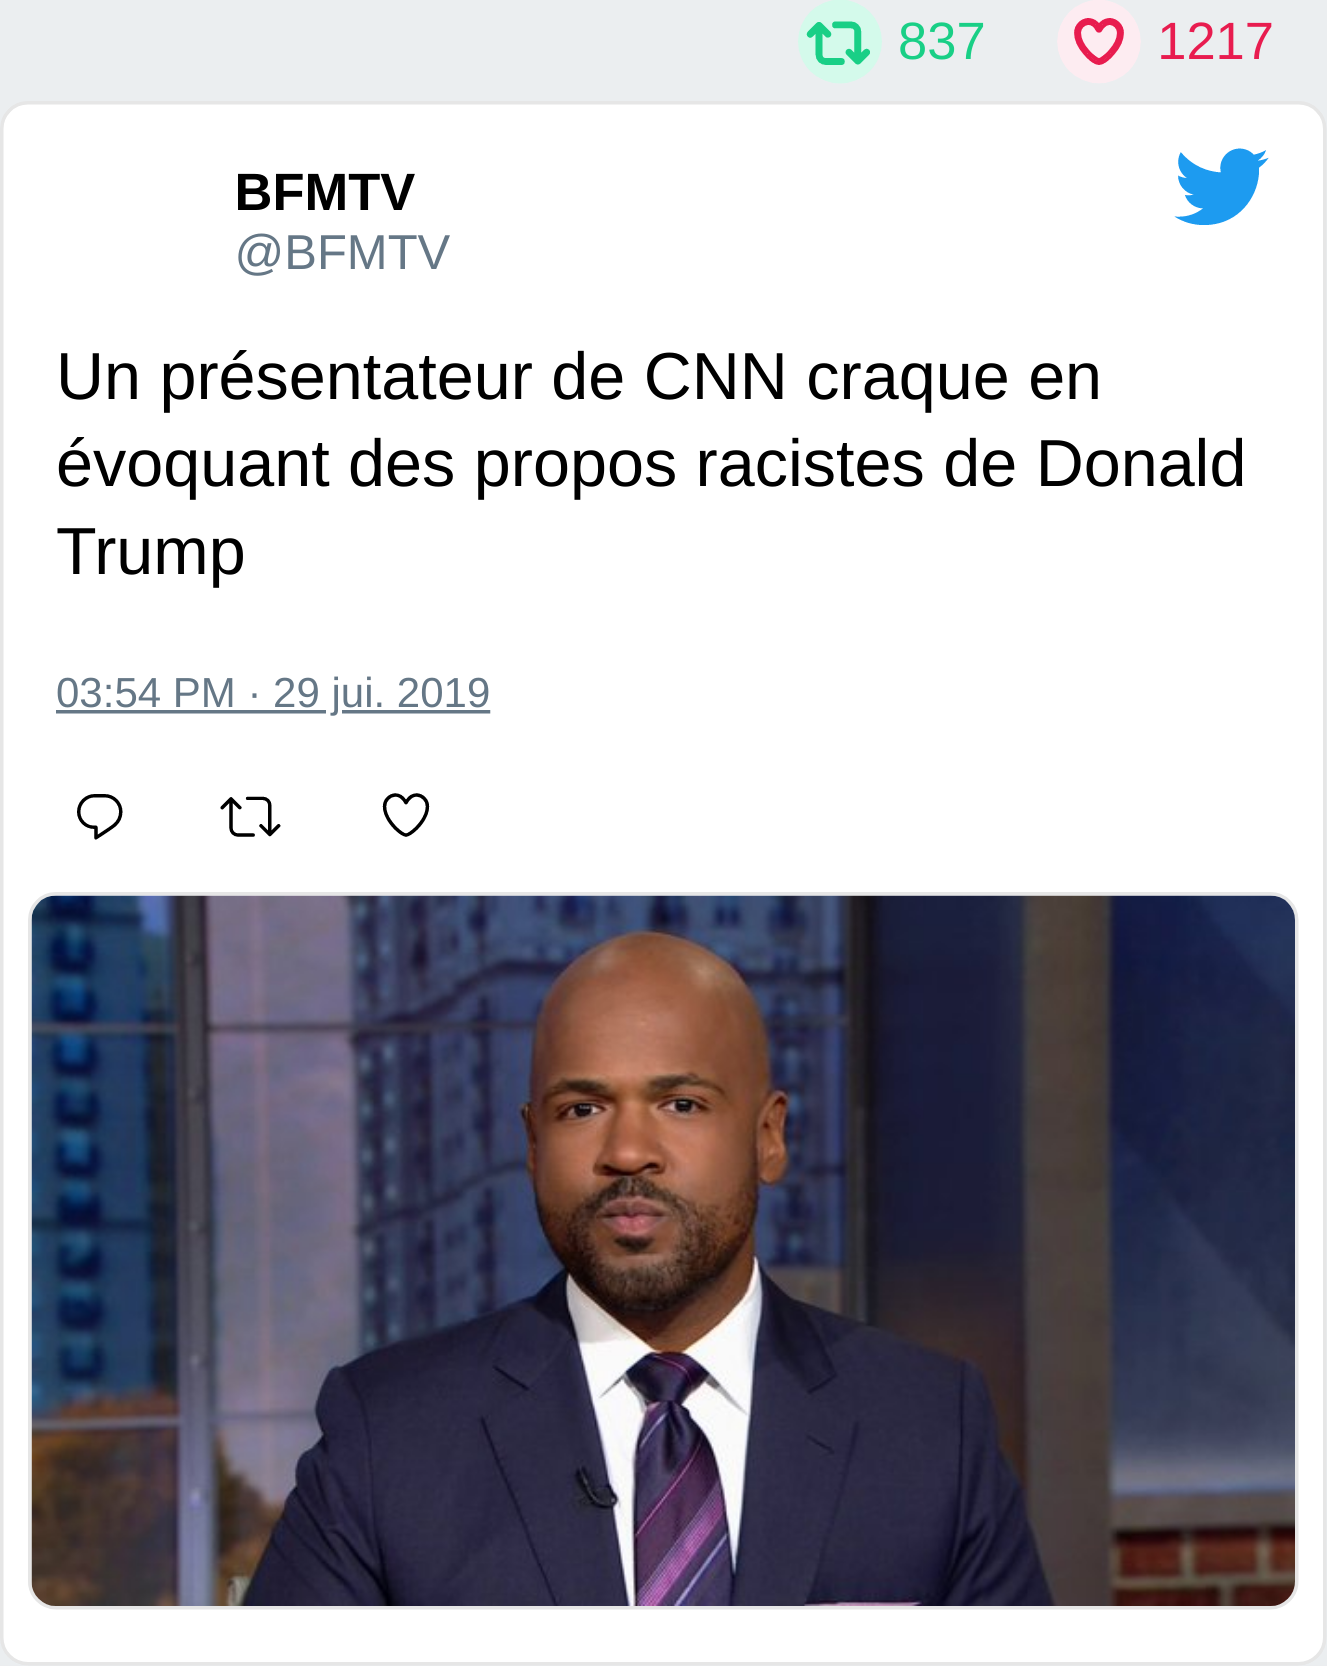 837 1217
BFMTV
@BFMTV
Un présentateur de CNN craque en
évoquant des propos racistes de Donald
Trump
03:54 PM · 29 jui. 2019